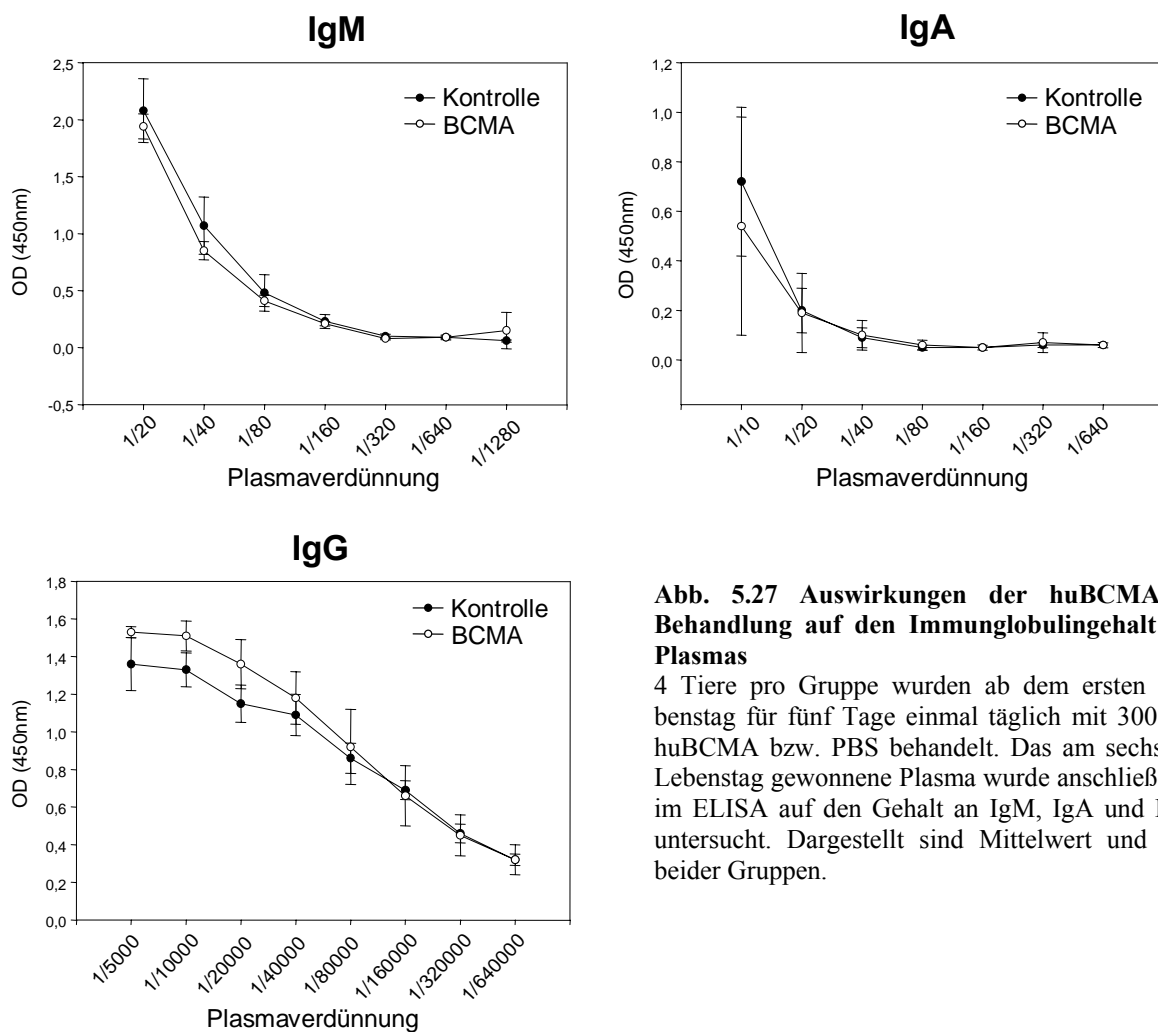 IgM
2,5
2,0
1,5
1,0
0,5
0,0
-0,5
OD (450nm)
Kontrolle
BCMA
1/20
1/40
1/80
1/160
1/320
1/640
1/1280
Plasmaverdünnung
IgA
1,2
1,0
0,8
0,6
0,4
0,2
0,0
OD (450nm)
Kontrolle
BCMA
1/10
1/20
1/40
1/80
1/160
1/320
1/640
Plasmaverdünnung
IgG
1,8
1,6
1,4
1,2
1,0
0,8
0,6
0,4
0,2
0,0
OD (450nm)
Kontrolle
BCMA
1/5000
1/10000
1/20000
1/40000
1/80000
1/160000
1/320000
1/640000
Plasmaverdünnung
Abb. 5.27 Auswirkungen der huBCMA
Behandlung auf den Immunglobulingehalt
Plasmas
4 Tiere pro Gruppe wurden ab dem ersten
benstag für fünf Tage einmal täglich mit 300
huBCMA bzw. PBS behandelt. Das am sechs
Lebenstag gewonnene Plasma wurde anschließ
im ELISA auf den Gehalt an IgM, IgA und
untersucht. Dargestellt sind Mittelwert und
beider Gruppen.